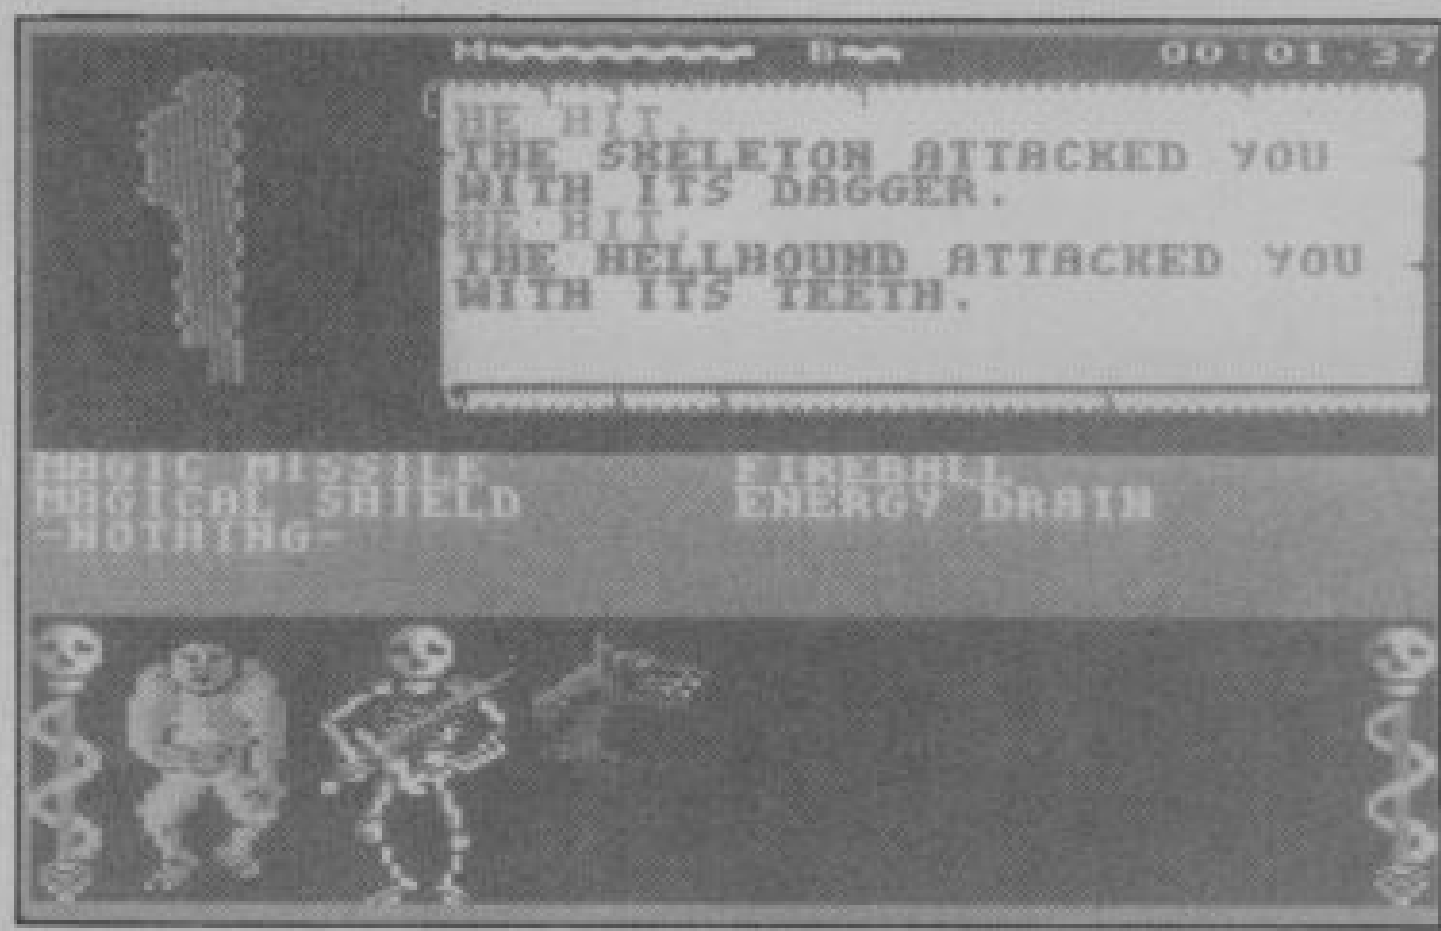 M B 00:01:37
HE HIT.
THE SKELETON ATTACKED YOU
WITH ITS DAGGER.
HE HIT.
THE HELLHOUND ATTACKED YOU
WITH ITS TEETH.
MAGIC MISSILE FIREBALL
MAGICAL SHIELD ENERGY DRAIN
-NOTHING-